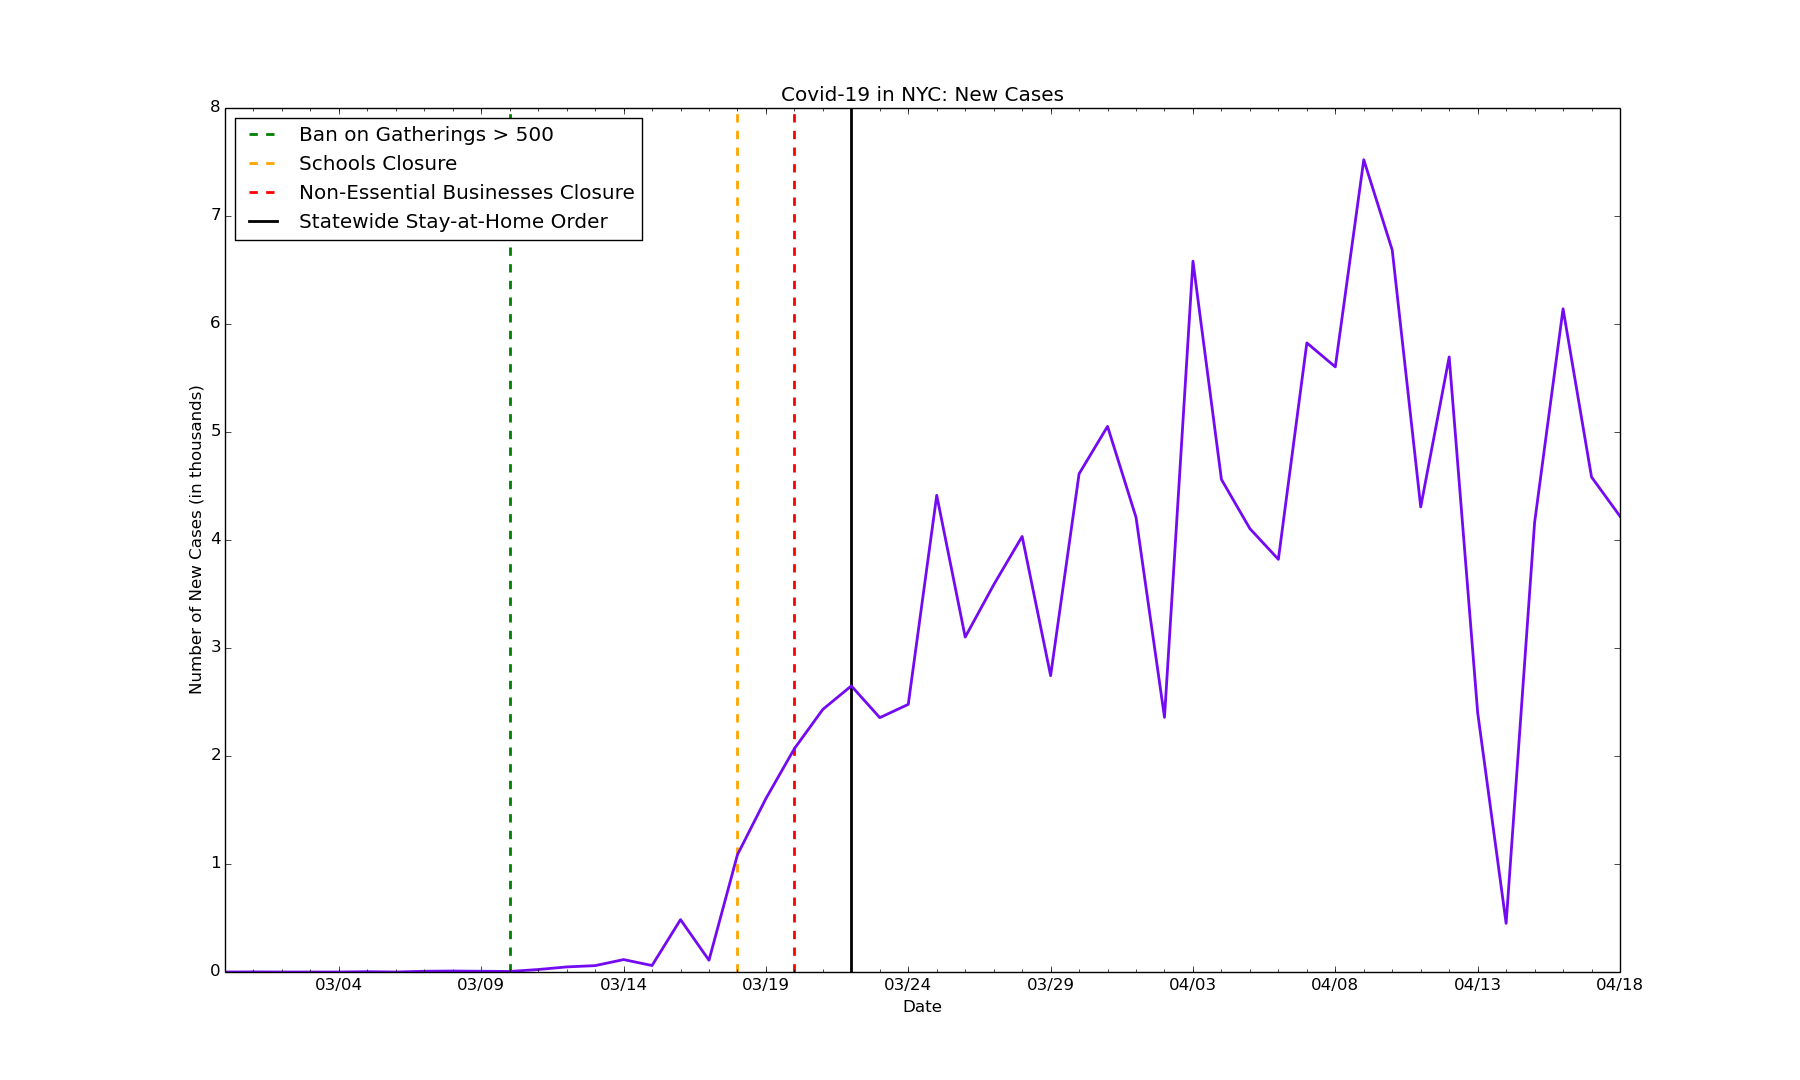 Covid-19 in NYC: New Cases
8
7
6
5
4
3
2
1
0
Number of New Cases (in thousands)
Ban on Gatherings > 500
Schools Closure
Non-Essential Businesses Closure
Statewide Stay-at-Home Order
03/04 03/09 03/14 03/19 03/24 03/29 04/03 04/08 04/13 04/18
Date